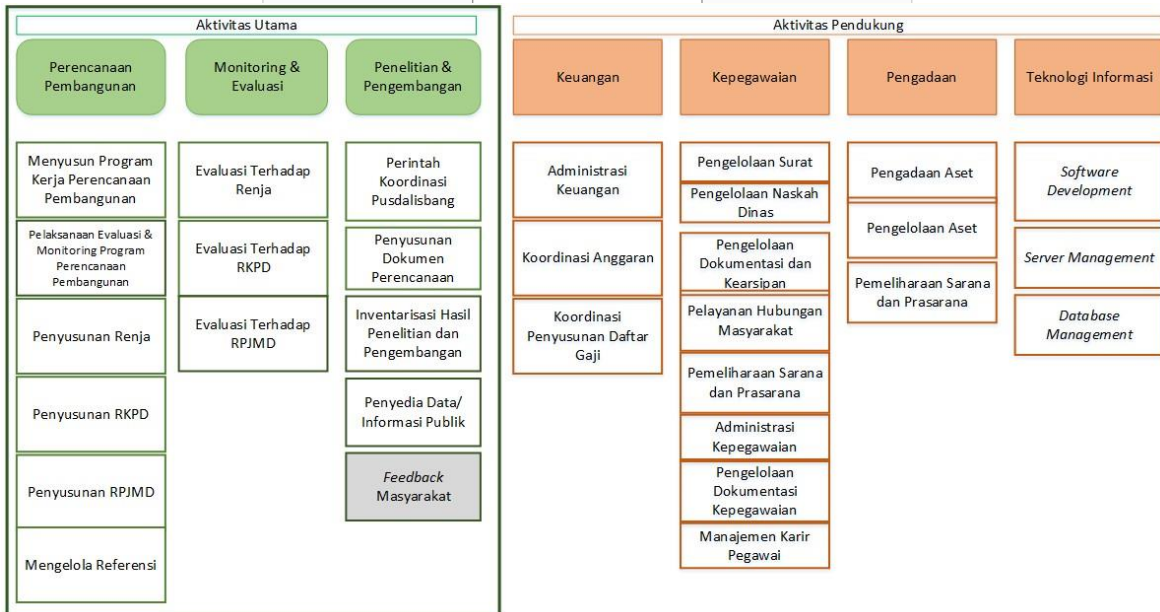 Aktivitas Utama
Perencanaan
Pembangunan
Menyusun Program
Kerja Perencanaan
Pembangunan
Pelaksanaan Evaluasi &
Monitoring Program
Perencanaan
Pembangunan
Penyusunan Renja
Penyusunan RKPD
Penyusunan RPJMD
Mengelola Referensi
Monitoring &
Evaluasi
Evaluasi Terhadap
Renja
Evaluasi Terhadap
RKPD
Evaluasi Terhadap
RPJMD
Penelitian &
Pengembangan
Perintah
Koordinasi
Pusdalisbang
Penyusunan
Dokumen
Perencanaan
Inventarisasi Hasil
Penelitian dan
Pengembangan
Penyedia Data/
Informasi Publik
Feedback
Masyarakat
Aktivitas Pendukung
Keuangan
Administrasi
Keuangan
Koordinasi Anggaran
Koordinasi
Penyusunan Daftar
Gaji
Kepegawaian
Pengelolaan Surat
Pengelolaan Naskah
Dinas
Pengelolaan
Dokumentasi dan
Kearsipan
Pelayanan Hubungan
Masyarakat
Pemeliharaan Sarana
dan Prasarana
Administrasi
Kepegawaian
Pengelolaan
Dokumentasi
Kepegawaian
Manajemen Karir
Pegawai
Pengadaan
Pengadaan Aset
Pengelolaan Aset
Pemeliharaan Sarana
dan Prasarana
Teknologi Informasi
Software
Development
Server Management
Database
Management